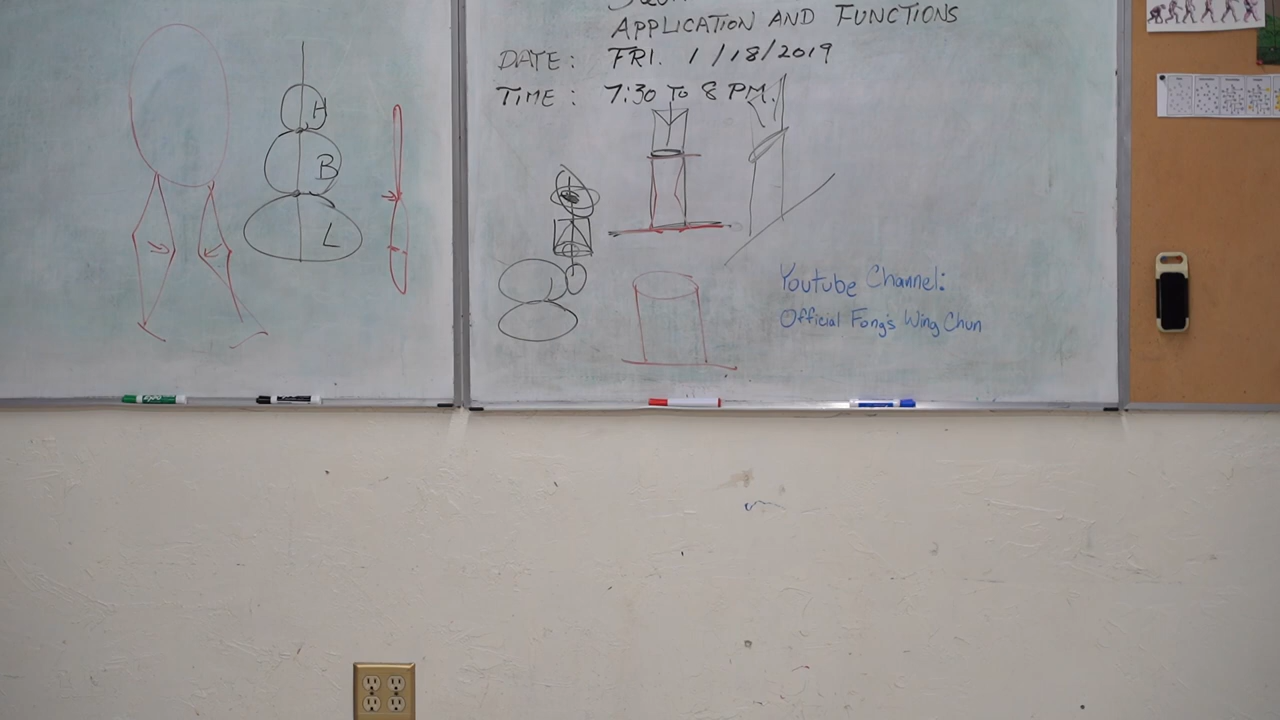 H
B
L
APPLICATION AND FUNCTIONS
DATE: FRI. 1/18/2019
TIME: 7:30 TO 8 PM.
Youtube Channel:
Official Fong's Wing Chun